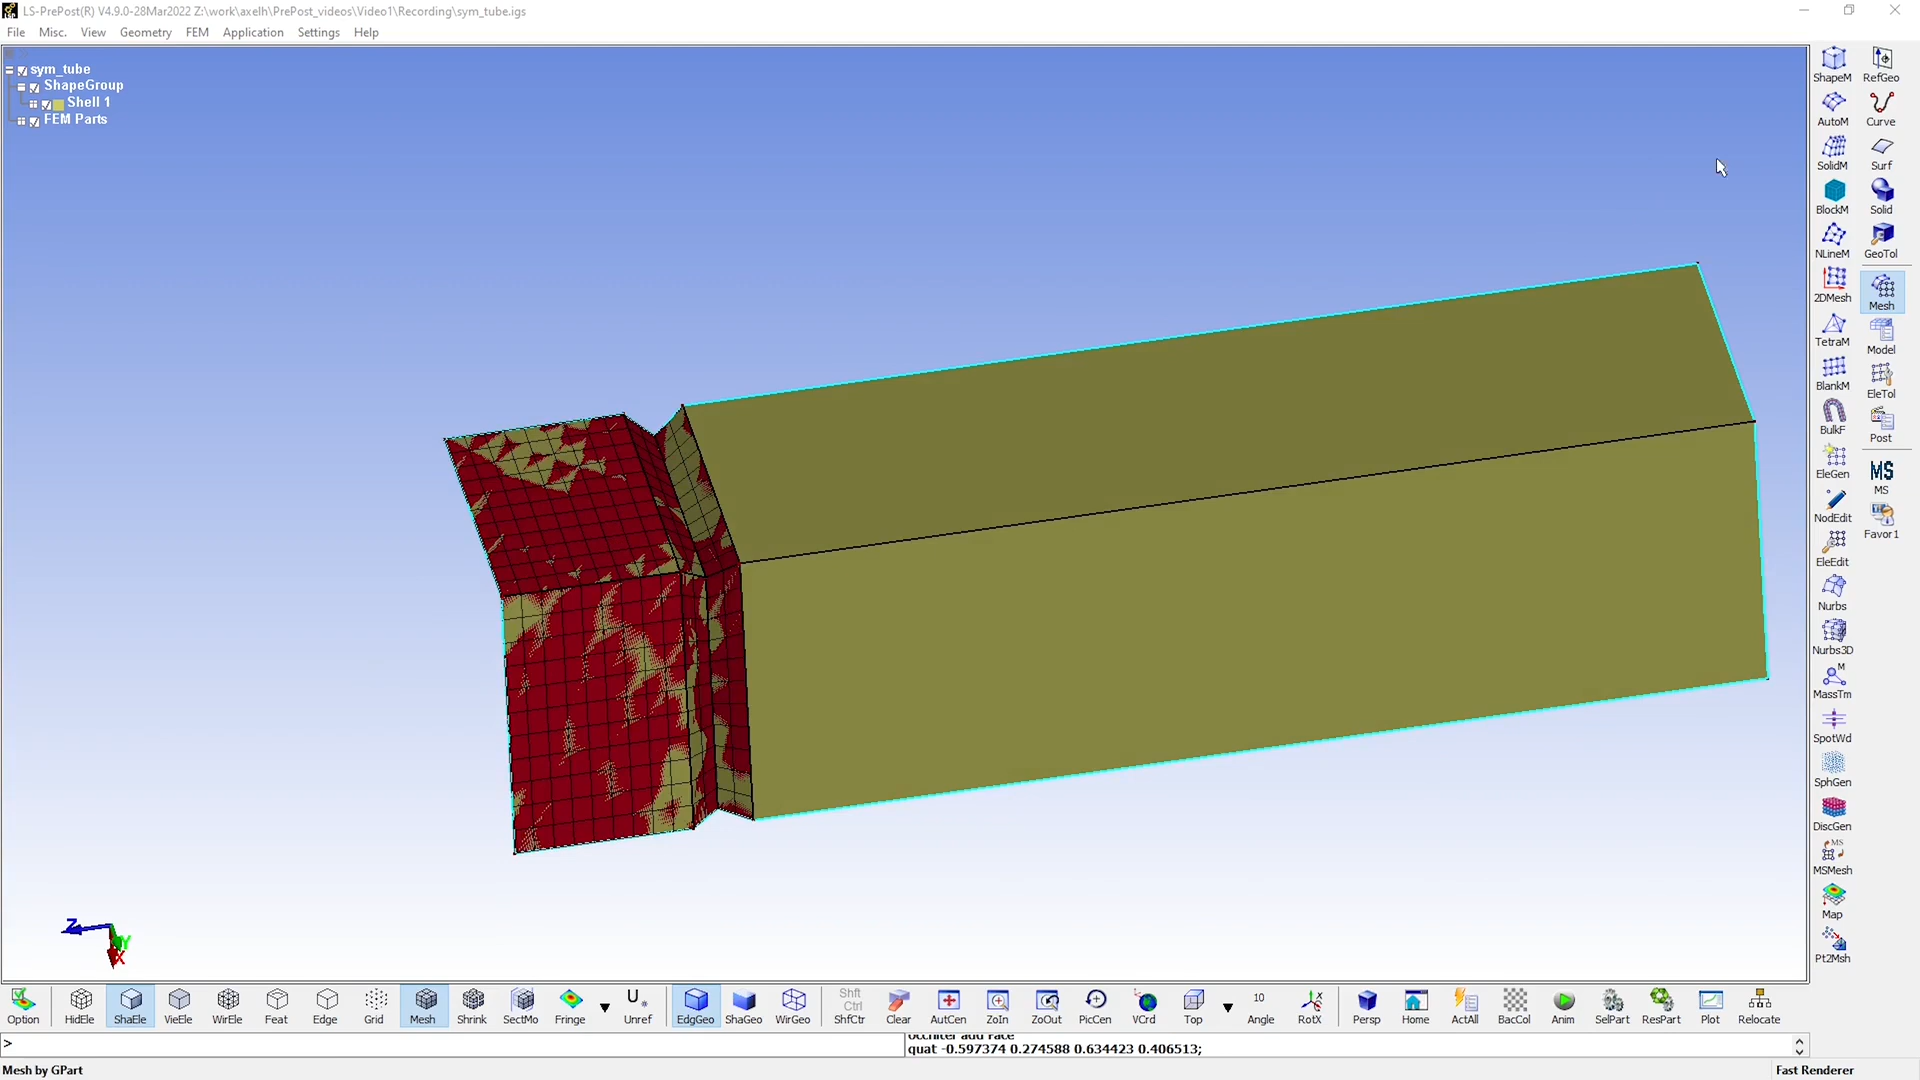 LS-PrePost(R) V4.9.0-28Mar2022 Z:\work\axelh\PrePost_videos\Video1\Recording\sym_tube.igs
File Misc. View Geometry FEM Application Settings Help
sym_tube
ShapeGroup
Shell 1
FEM Parts
ShapeM RefGeo
AutoM Curve
SolidM Surf
BlockM Solid
NLineM GeoTol
2DMesh Mesh
TetraM Model
BlankM EleTol
BulkF Post
EleGen MS
MS
NodEdit Favor1
EleEdit
Nurbs
Nurbs3D
M
MassTm
SpotWd
SphGen
DiscGen
MS
MSMesh
Map
Pt2Msh
Z
Y
X
Option HidEle ShaEle VieEle WirEle Feat Edge Grid Mesh Shrink SectMo Fringe U Unref EdgGeo ShaGeo WirGeo Shft Ctrl ShfCtr Clear AutCen ZoIn ZoOut PicCen VCrd Top 10 Angle RotX Persp Home ActAll BacCol Anim SelPart ResPart Plot Relocate
>
quat -0.597374 0.274588 0.634423 0.406513;
Mesh by GPart
Fast Renderer